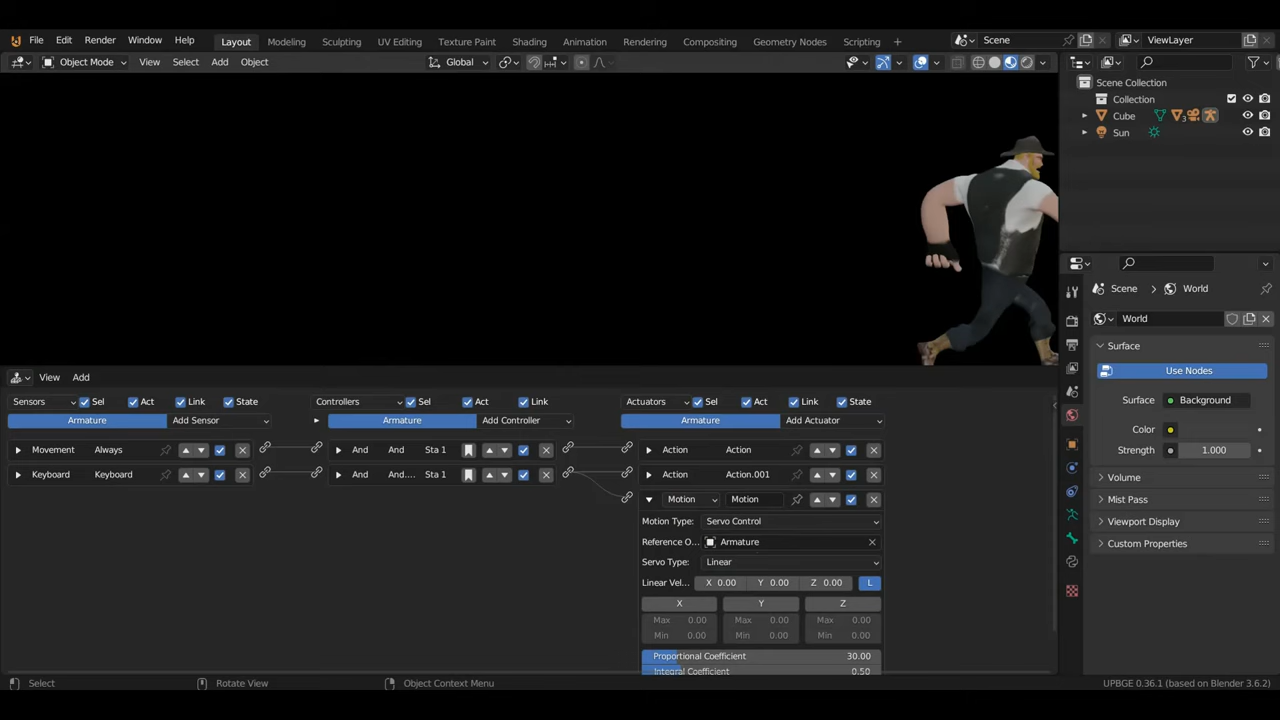 File Edit Render Window Help Layout Modeling Sculpting UV Editing Texture Paint Shading Animation Rendering Compositing Geometry Nodes Scripting + Scene ViewLayer
Object Mode View Select Add Object Global
Scene Collection
Collection
Cube 3
Sun
Scene > World
World
Surface
Use Nodes
Surface Background
Color
Strength 1.000
Volume
Mist Pass
Viewport Display
Custom Properties
View Add
Sensors Sel Act Link State Controllers Sel Act Link Actuators Sel Act Link State
Armature Add Sensor Armature Add Controller Armature Add Actuator
Movement Always And And Sta 1 Action Action
Keyboard Keyboard And And.... Sta 1 Action Action.001
Motion Motion
Motion Type: Servo Control
Reference O... Armature
Servo Type: Linear
Linear Vel... X 0.00 Y 0.00 Z 0.00 L
X Y Z
Max 0.00 Max 0.00 Max 0.00
Min 0.00 Min 0.00 Min 0.00
Proportional Coefficient 30.00
Integral Coefficient 0.50
Select Rotate View Object Context Menu UPBGE 0.36.1 (based on Blender 3.6.2)